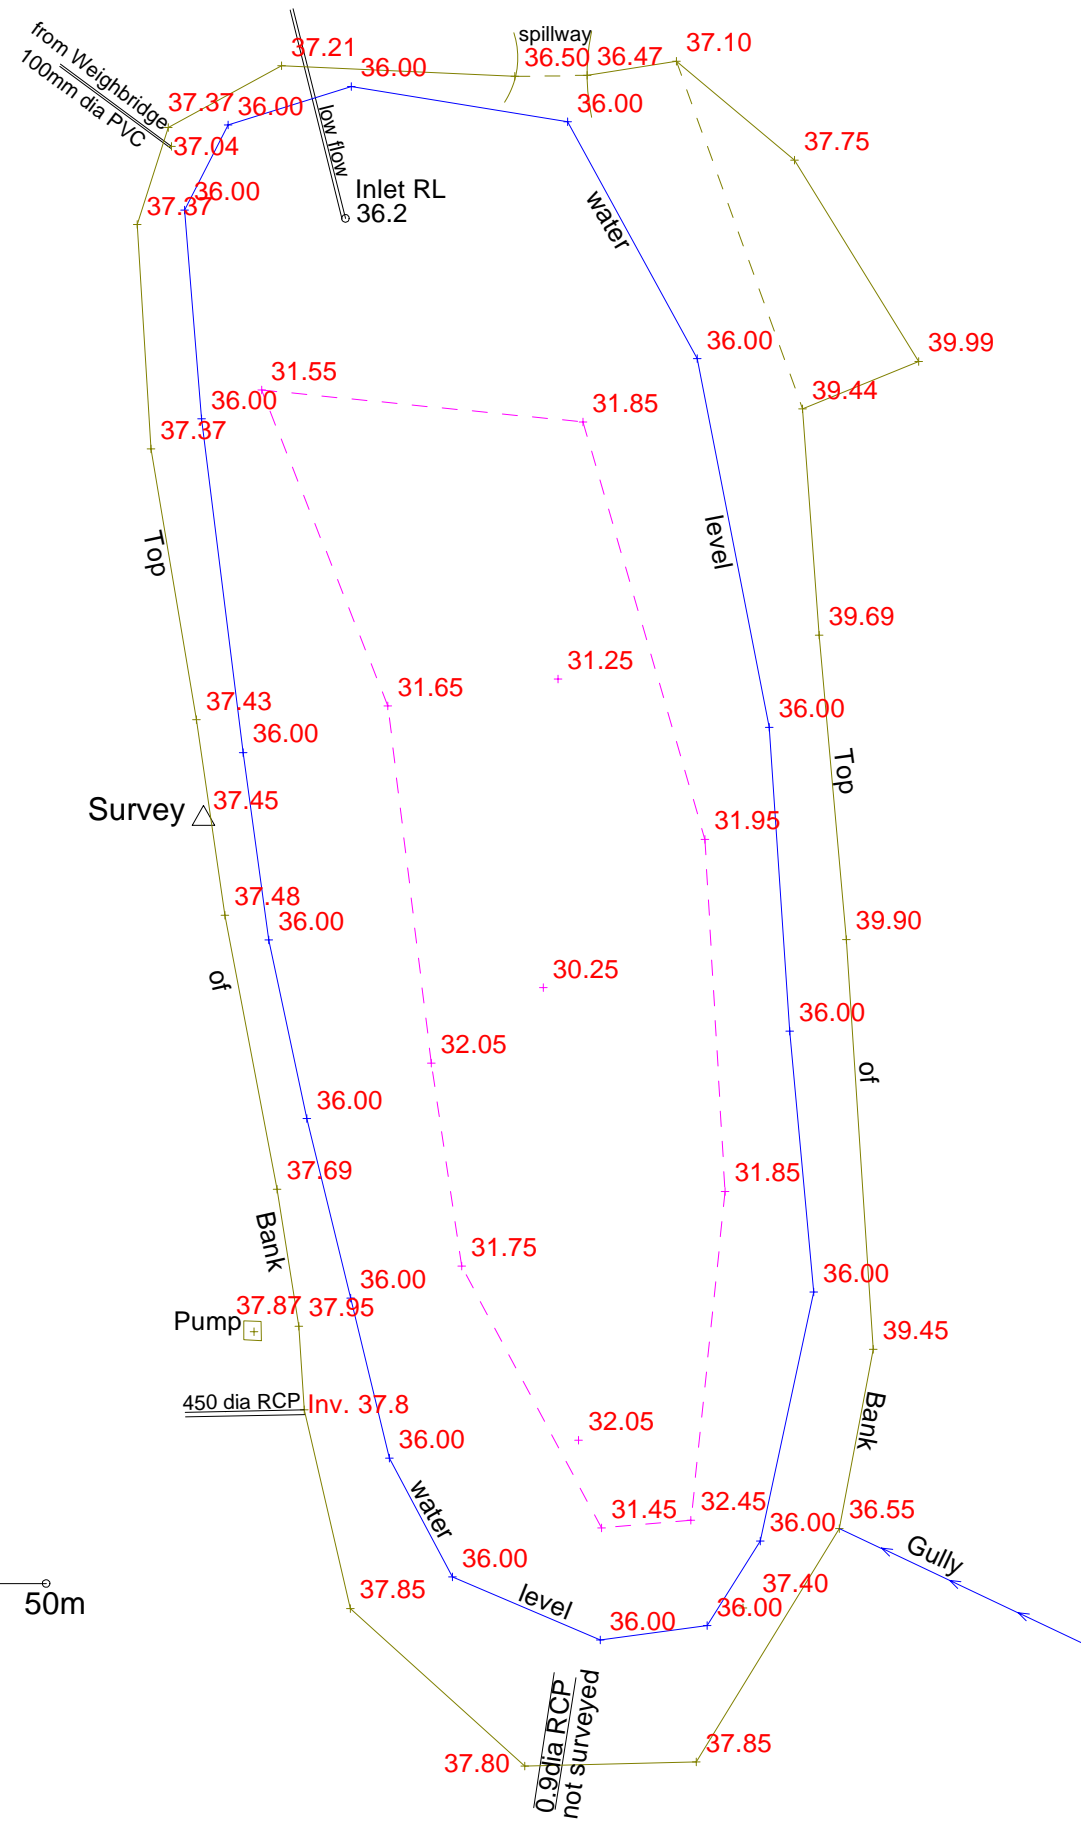 spillway
37.10
37.21
36.50
36.47
from Weighbridge
100mm dia PVC
36.00
37.37
36.00
low flow
36.00
37.04
37.75
36.00
Inlet RL
36.2
37.37
water
36.00
39.99
31.55
36.00
31.85
39.44
37.37
Top
level
39.69
31.25
31.65
37.43
36.00
36.00
Top
Survey
37.45
31.95
37.48
36.00
39.90
of
30.25
36.00
32.05
of
36.00
37.69
31.85
Bank
31.75
36.00
36.00
37.87
37.95
Pump
39.45
450 dia RCP
Inv. 37.8
Bank
36.00
32.05
water
31.45
32.45
36.55
36.00
Gully
36.00
37.40
50m
37.85
level
36.00
36.00
0.9dia RCP
not surveyed
37.80
37.85